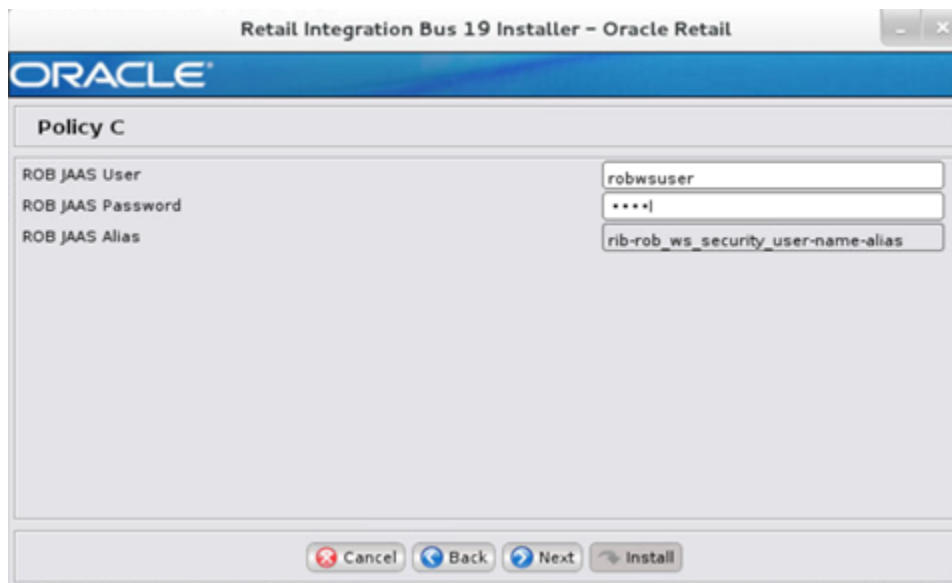 Retail Integration Bus 19 Installer – Oracle Retail
ORACLE
Policy C
ROB JAAS User robwsuser
ROB JAAS Password ••••
ROB JAAS Alias rib-rob_ws_security_user-name-alias
Cancel Back Next Install